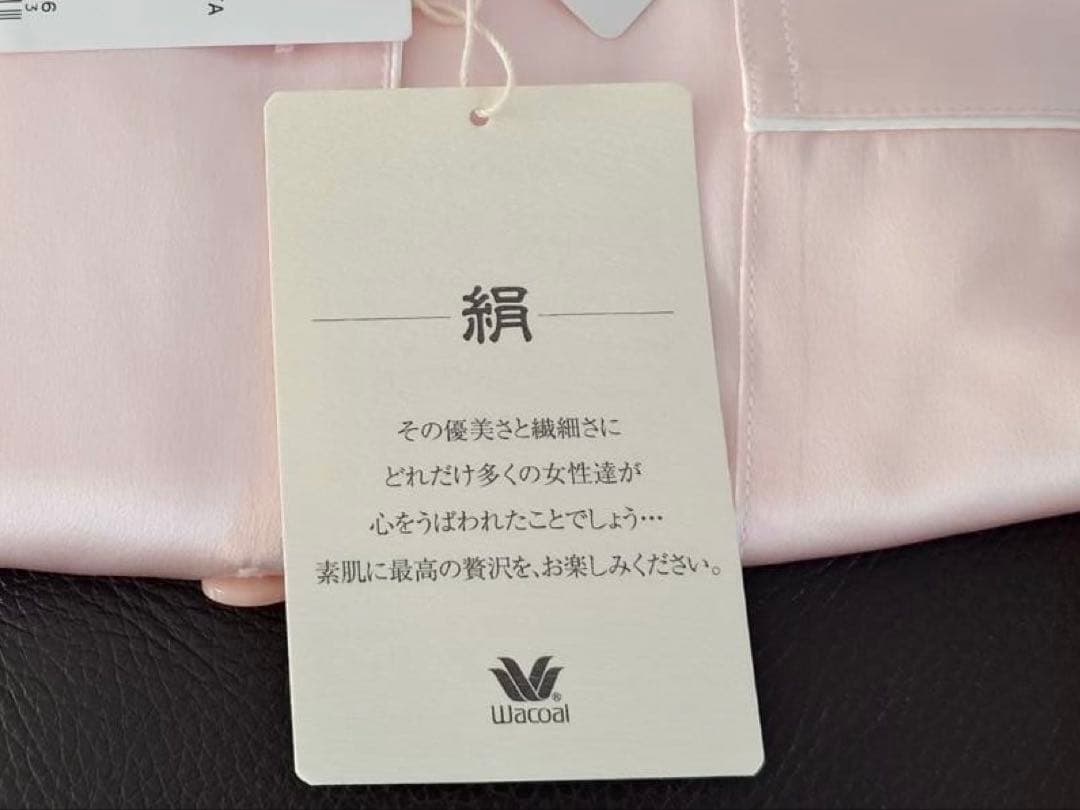 TA
63
絹
その優美さと繊細さに
どれだけ多くの女性達が
心をうばわれたことでしょう…
素肌に最高の贅沢を、お楽しみください。
Wacoal®